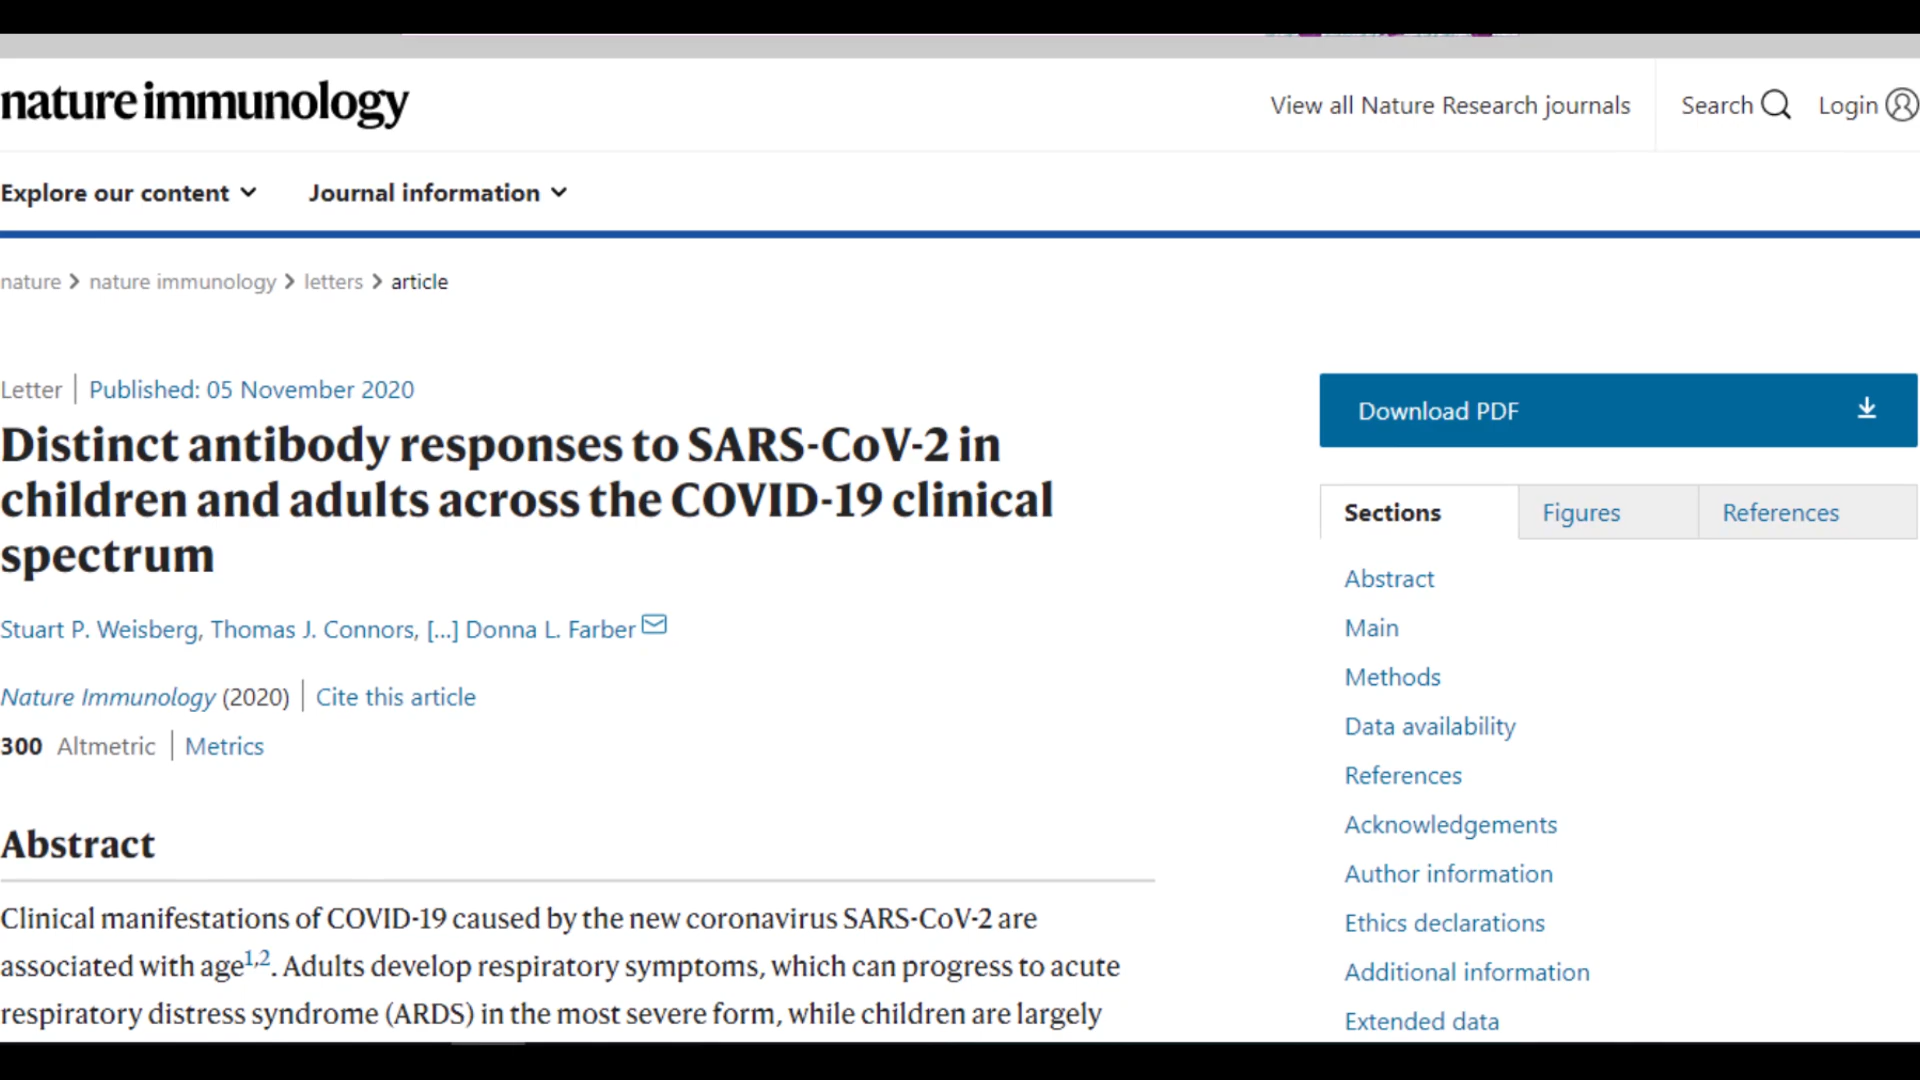 nature immunology
View all Nature Research journals
Search
Login
Explore our content
Journal information
nature > nature immunology > letters > article
Letter | Published: 05 November 2020
Distinct antibody responses to SARS-CoV-2 in
children and adults across the COVID-19 clinical
spectrum
Stuart P. Weisberg, Thomas J. Connors, [...] Donna L. Farber
Nature Immunology (2020) | Cite this article
300 Altmetric | Metrics
Abstract
Clinical manifestations of COVID-19 caused by the new coronavirus SARS-CoV-2 are
associated with age1,2. Adults develop respiratory symptoms, which can progress to acute
respiratory distress syndrome (ARDS) in the most severe form, while children are largely
Download PDF
Sections
Figures
References
Abstract
Main
Methods
Data availability
References
Acknowledgements
Author information
Ethics declarations
Additional information
Extended data